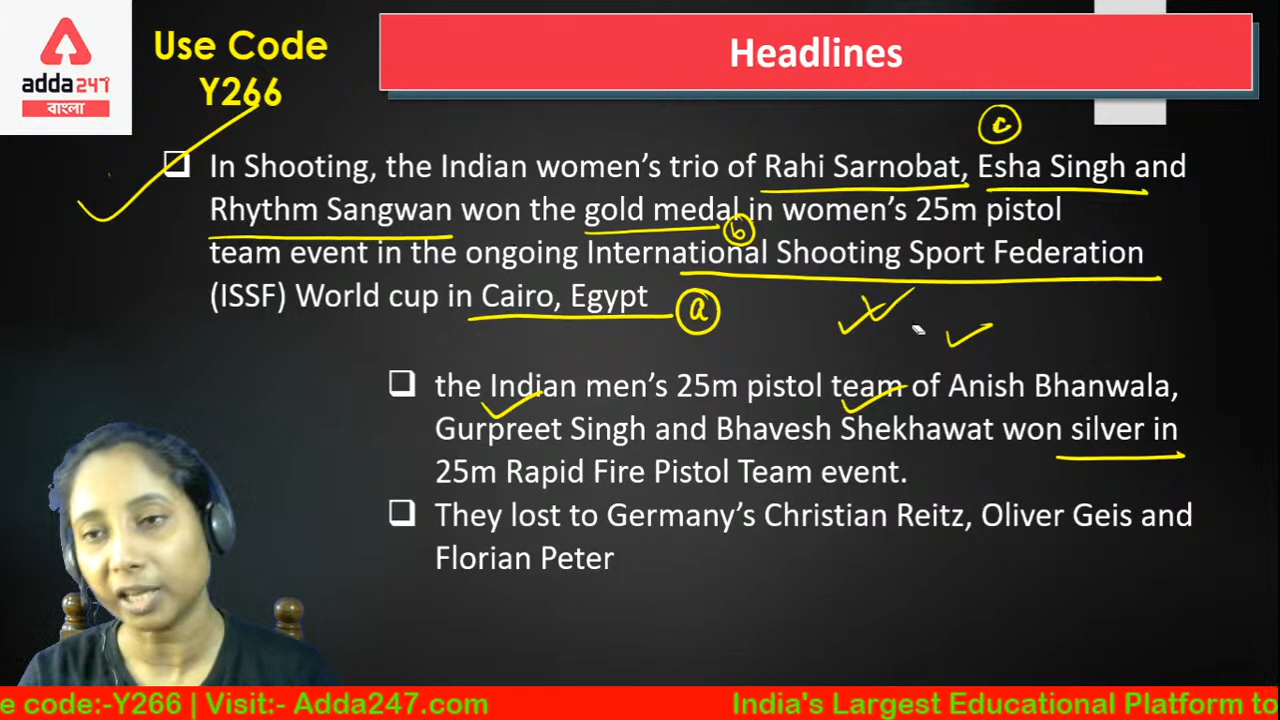 adda247
বাংলা
Use Code
Y266
Headlines
c
In Shooting, the Indian women's trio of Rahi Sarnobat, Esha Singh and
Rhythm Sangwan won the gold medal in women's 25m pistol
b
team event in the ongoing International Shooting Sport Federation
(ISSF) World cup in Cairo, Egypt
a
the Indian men's 25m pistol team of Anish Bhanwala,
Gurpreet Singh and Bhavesh Shekhawat won silver in
25m Rapid Fire Pistol Team event.
They lost to Germany's Christian Reitz, Oliver Geis and
Florian Peter
e code:-Y266 | Visit:- Adda247.com
India's Largest Educational Platform to